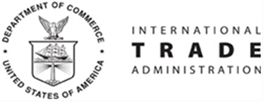 DEPARTMENT OF COMMERCE
UNITED STATES OF AMERICA
INTERNATIONAL
TRADE
ADMINISTRATION